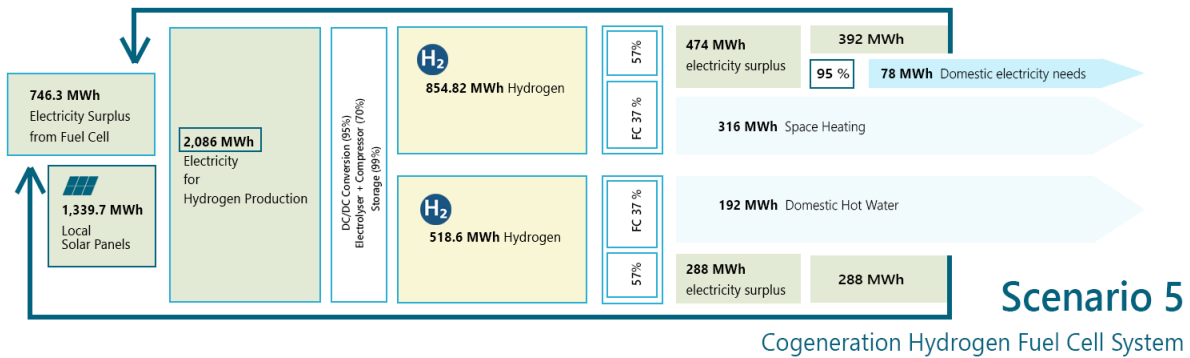 746.3 MWh
Electricity Surplus
from Fuel Cell
1,339.7 MWh
Local
Solar Panels
2,086 MWh
Electricity
for
Hydrogen Production
DC/DC Conversion (95%)
Electrolyser + Compressor (70%)
Storage (99%)
H2
854.82 MWh Hydrogen
H2
518.6 MWh Hydrogen
57%
FC 37 %
FC 37 %
57%
474 MWh
electricity surplus
392 MWh
95 %
78 MWh Domestic electricity needs
316 MWh Space Heating
192 MWh Domestic Hot Water
288 MWh
electricity surplus
288 MWh
Scenario 5
Cogeneration Hydrogen Fuel Cell System